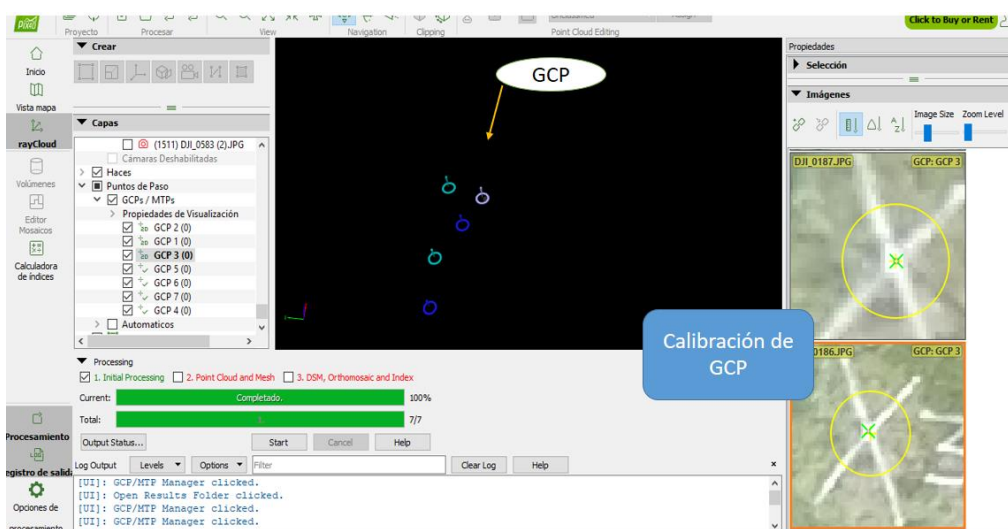 pix4D
Click to Buy or Rent
Proyecto
Procesar
View
Navigation
Clipping
Point Cloud Editing
Inicio
Vista mapa
rayCloud
Volúmenes
Editor
Mosaicos
Calculadora
de índices
Procesamiento
Registro de salida
Opciones de
procesamiento
Crear
Capas
(1511) DJI_0583 (2).JPG
Cámaras Deshabilitadas
Haces
Puntos de Paso
GCPs / MTPs
Propiedades de Visualización
GCP 2 (0)
GCP 1 (0)
GCP 3 (0)
GCP 5 (0)
GCP 6 (0)
GCP 7 (0)
GCP 4 (0)
Automaticos
GCP
Propiedades
Selección
Imágenes
Image Size Zoom Level
DJI_0187.JPG GCP: GCP 3
0186.JPG GCP: GCP 3
Calibración de
GCP
Processing
1. Initial Processing 2. Point Cloud and Mesh 3. DSM, Orthomosaic and Index
Current: Completado. 100%
Total: 7/7
Output Status... Start Cancel Help
Log Output Levels Options Filter Clear Log Help
[UI]: GCP/MTP Manager clicked.
[UI]: Open Results Folder clicked.
[UI]: GCP/MTP Manager clicked.
[UI]: GCP/MTP Manager clicked.